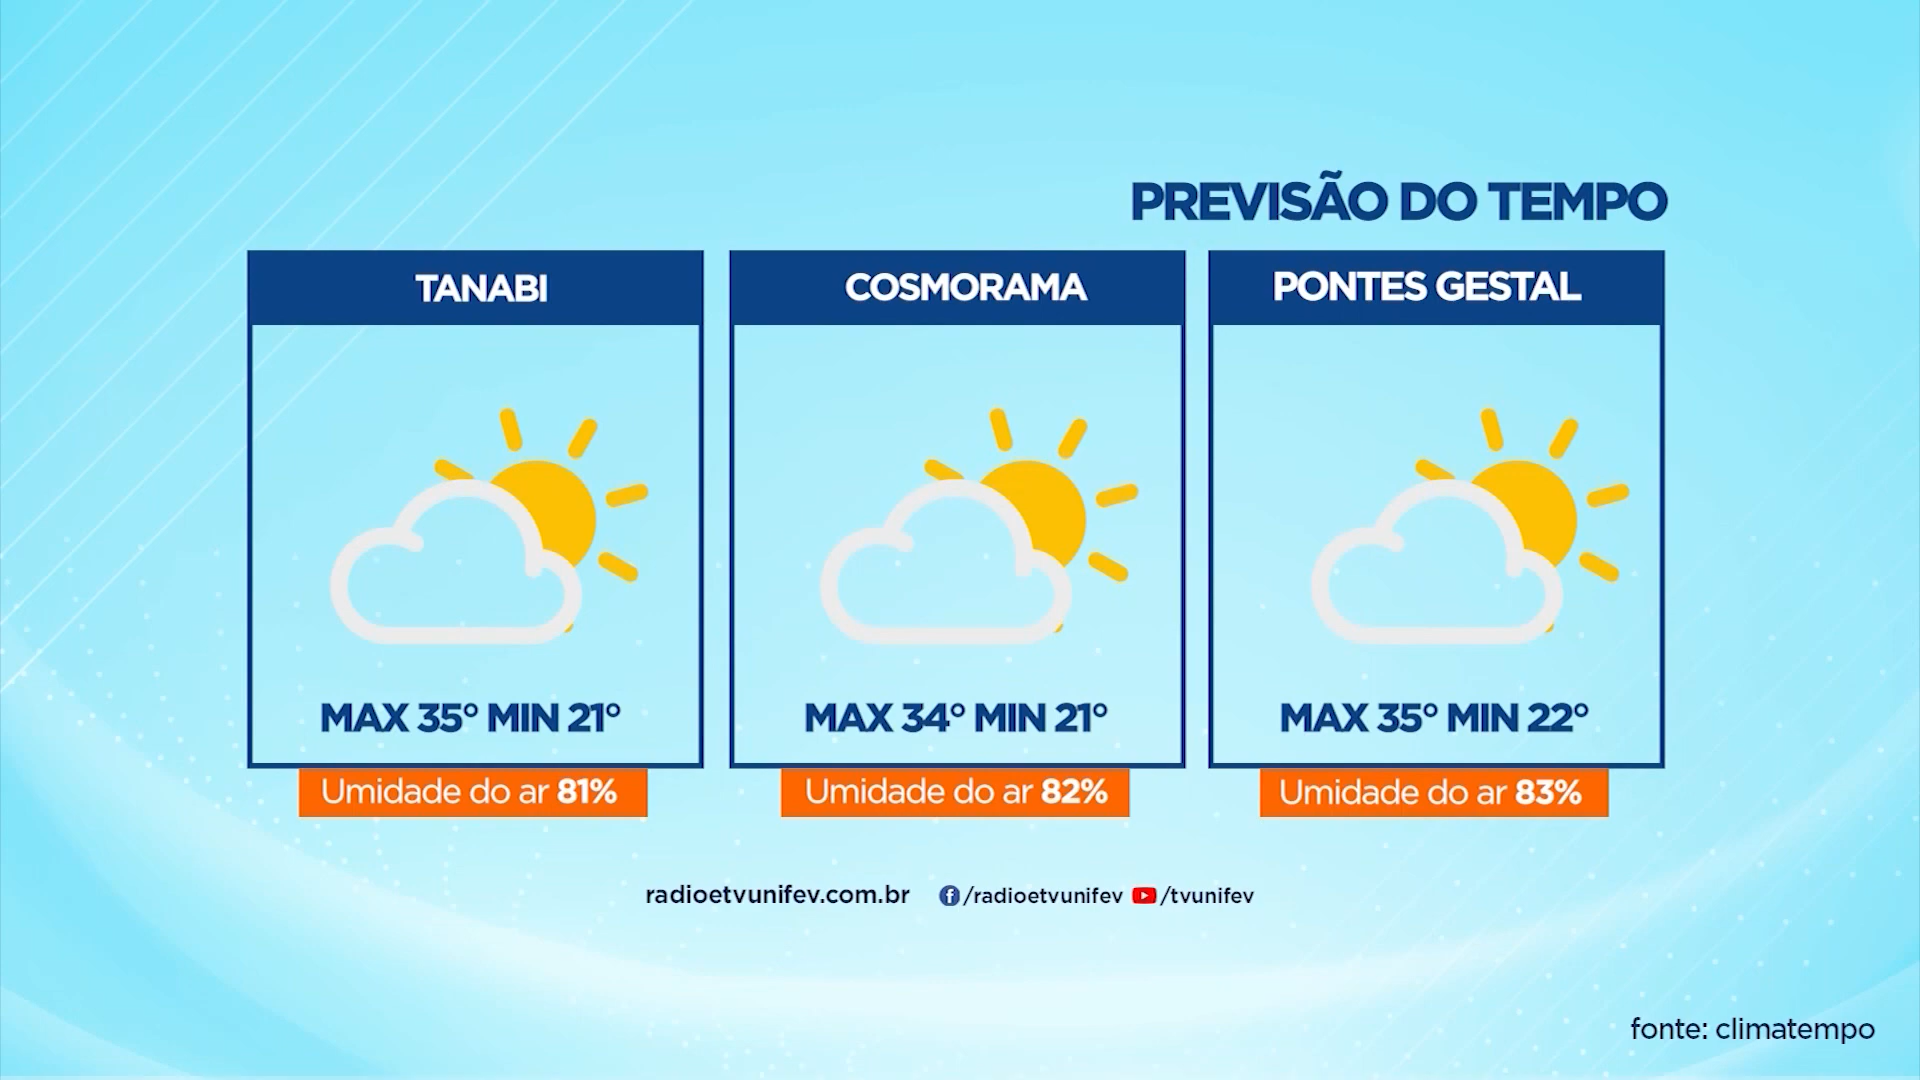 PREVISÃO DO TEMPO
TANABI
MAX 35° MIN 21°
Umidade do ar 81%
COSMORAMA
MAX 34° MIN 21°
Umidade do ar 82%
PONTES GESTAL
MAX 35° MIN 22°
Umidade do ar 83%
radioetvunifev.com.br /radioetvunifev /tvunifev
fonte: climatempo